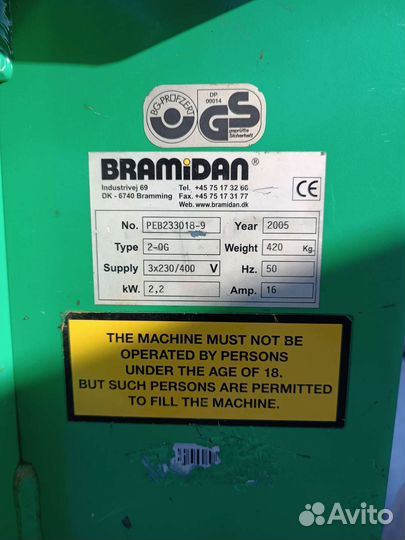 BG-PRÜFZERT
DP
00014
GS
geprüfte
Sicherheit
BRAMiDAN®
Industrivej 69 Tel. +45 75 17 32 66
DK - 6740 Bramming Fax. +45 75 17 31 77
Web. www.bramidan.dk
CE
No. PEB233018-9 Year 2005
Type 2-0G Weight 420 Kg.
Supply 3x230/400 V Hz. 50
kW. 2,2 Amp. 16
THE MACHINE MUST NOT BE
OPERATED BY PERSONS
UNDER THE AGE OF 18.
BUT SUCH PERSONS ARE PERMITTED
TO FILL THE MACHINE.
Avito